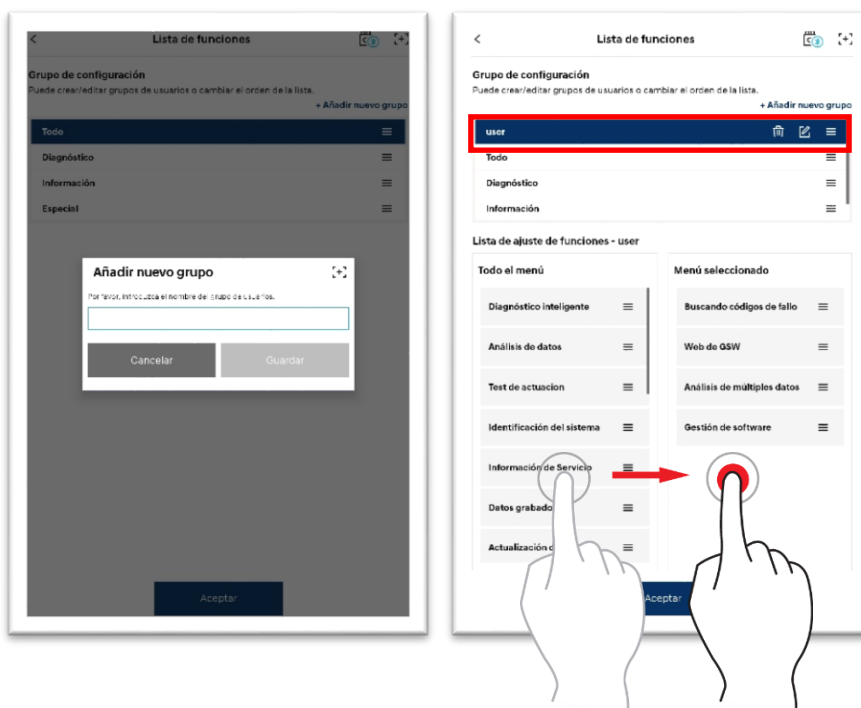 Lista de funciones
Grupo de configuración
Puede crear/editar grupos de usuarios o cambiar el orden de la lista.
+ Añadir nuevo grupo
Todo
Diagnóstico
Información
Especial
Añadir nuevo grupo
Por favor, introduzca el nombre del grupo de usuarios.
Cancelar
Guardar
Aceptar
Lista de funciones
Grupo de configuración
Puede crear/editar grupos de usuarios o cambiar el orden de la lista.
+ Añadir nuevo grupo
user
Todo
Diagnóstico
Información
Lista de ajuste de funciones - user
Todo el menú
Diagnóstico inteligente
Análisis de datos
Test de actuacion
Identificación del sistema
Información de Servicio
Datos grabado
Actualización
Menú seleccionado
Buscando códigos de fallo
Web de GSW
Análisis de múltiples datos
Gestión de software
Aceptar